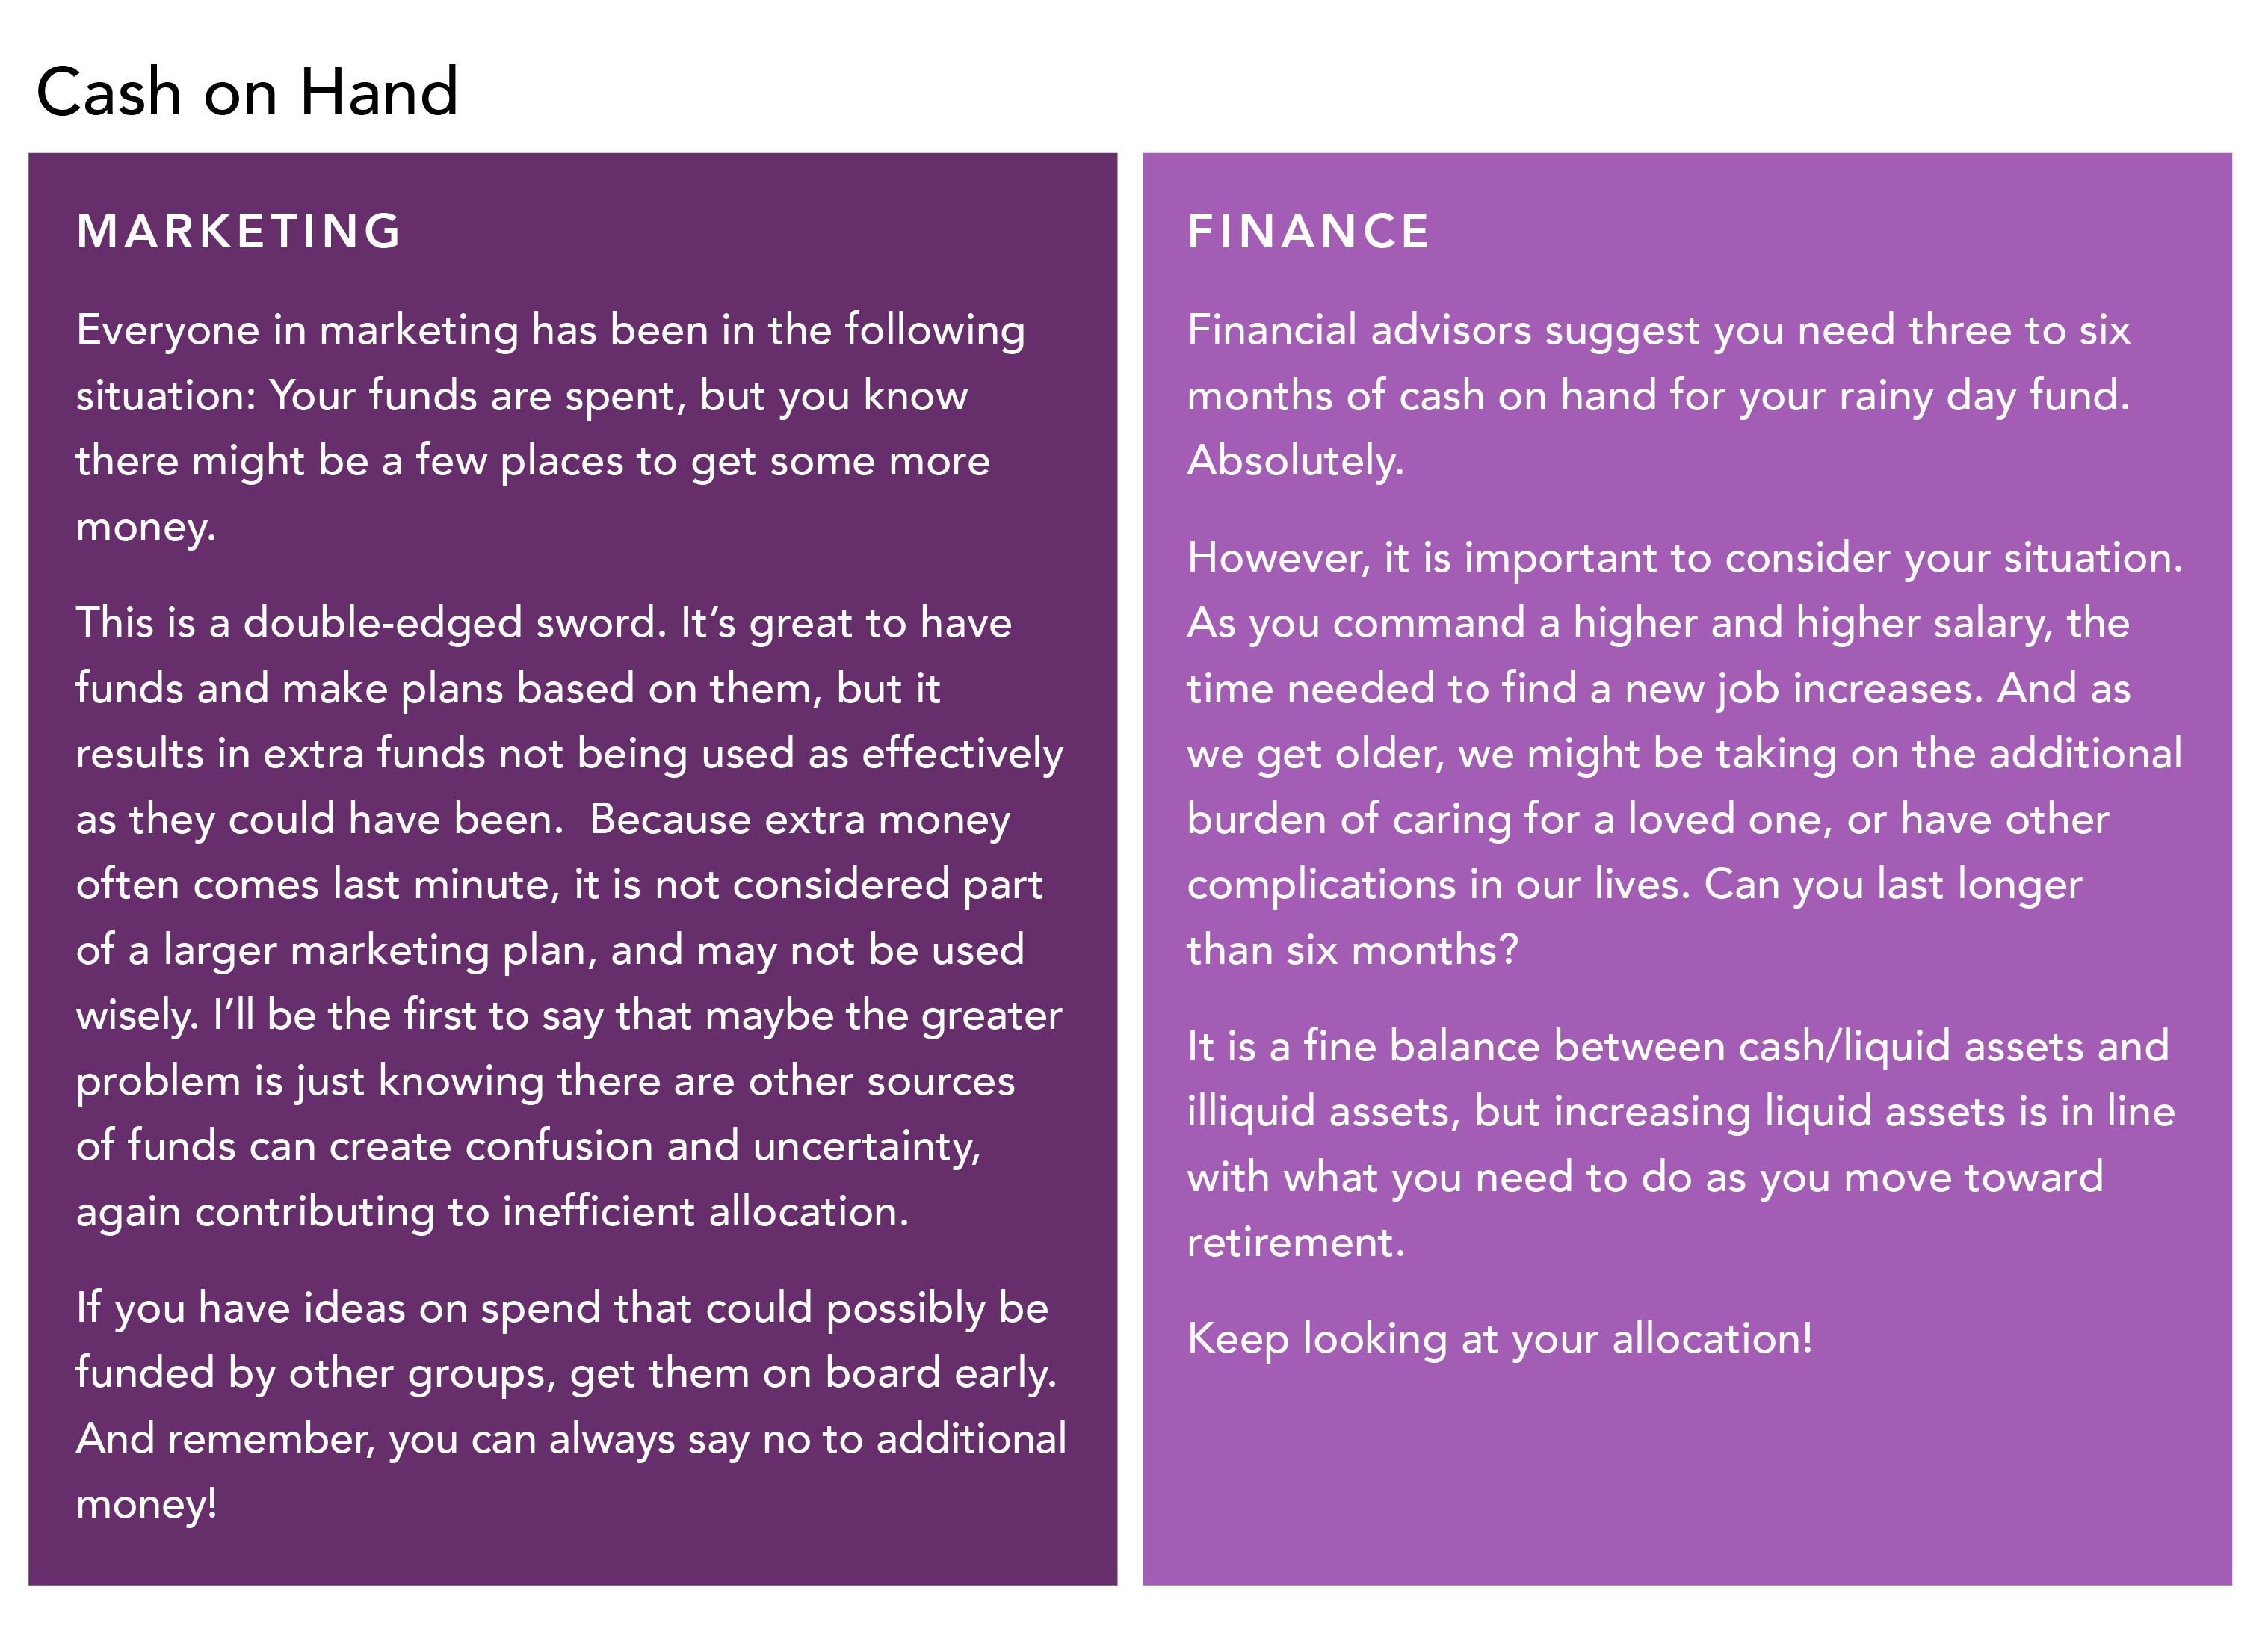 Cash on Hand
MARKETING
Everyone in marketing has been in the following
situation: Your funds are spent, but you know
there might be a few places to get some more
money.
This is a double-edged sword. It’s great to have
funds and make plans based on them, but it
results in extra funds not being used as effectively
as they could have been.  Because extra money
often comes last minute, it is not considered part
of a larger marketing plan, and may not be used
wisely. I’ll be the first to say that maybe the greater
problem is just knowing there are other sources
of funds can create confusion and uncertainty,
again contributing to inefficient allocation.
If you have ideas on spend that could possibly be
funded by other groups, get them on board early.
And remember, you can always say no to additional
money!
FINANCE
Financial advisors suggest you need three to six
months of cash on hand for your rainy day fund.
Absolutely.
However, it is important to consider your situation.
As you command a higher and higher salary, the
time needed to find a new job increases. And as
we get older, we might be taking on the additional
burden of caring for a loved one, or have other
complications in our lives. Can you last longer
than six months?
It is a fine balance between cash/liquid assets and
illiquid assets, but increasing liquid assets is in line
with what you need to do as you move toward
retirement.
Keep looking at your allocation!